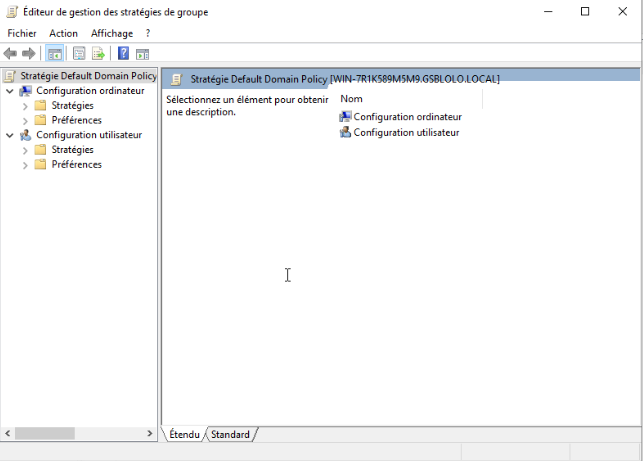 Éditeur de gestion des stratégies de groupe
Fichier Action Affichage ?
Stratégie Default Domain Policy
Configuration ordinateur
Stratégies
Préférences
Configuration utilisateur
Stratégies
Préférences
Stratégie Default Domain Policy [WIN-7R1K589M5M9.GSBLOLO.LOCAL]
Sélectionnez un élément pour obtenir
une description.
Nom
Configuration ordinateur
Configuration utilisateur
Étendu Standard